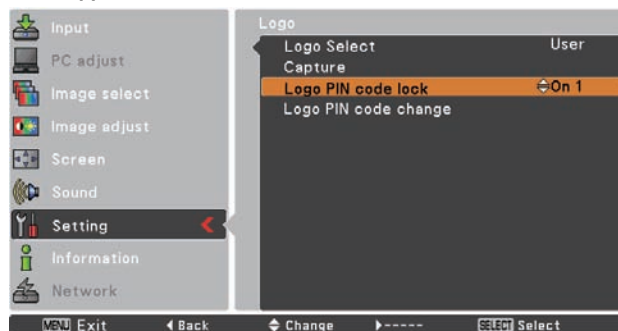 Input
PC adjust
Image select
Image adjust
Screen
Sound
Setting
Information
Network
Logo
Logo Select User
Capture
Logo PIN code lock On 1
Logo PIN code change
MENU Exit Back Change ----- SELECT Select